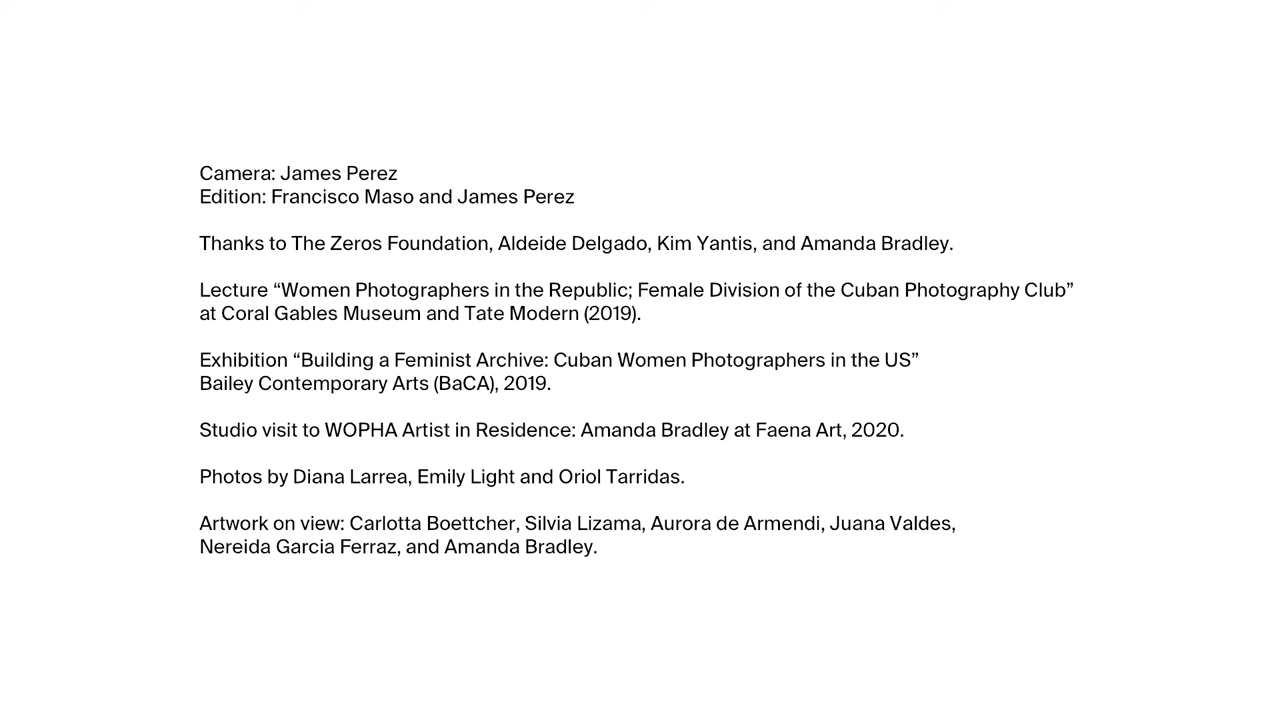 Camera: James Perez
Edition: Francisco Maso and James Perez
Thanks to The Zeros Foundation, Aldeide Delgado, Kim Yantis, and Amanda Bradley.
Lecture “Women Photographers in the Republic; Female Division of the Cuban Photography Club”
at Coral Gables Museum and Tate Modern (2019).
Exhibition “Building a Feminist Archive: Cuban Women Photographers in the US”
Bailey Contemporary Arts (BaCA), 2019.
Studio visit to WOPHA Artist in Residence: Amanda Bradley at Faena Art, 2020.
Photos by Diana Larrea, Emily Light and Oriol Tarridas.
Artwork on view: Carlotta Boettcher, Silvia Lizama, Aurora de Armendi, Juana Valdes,
Nereida Garcia Ferraz, and Amanda Bradley.